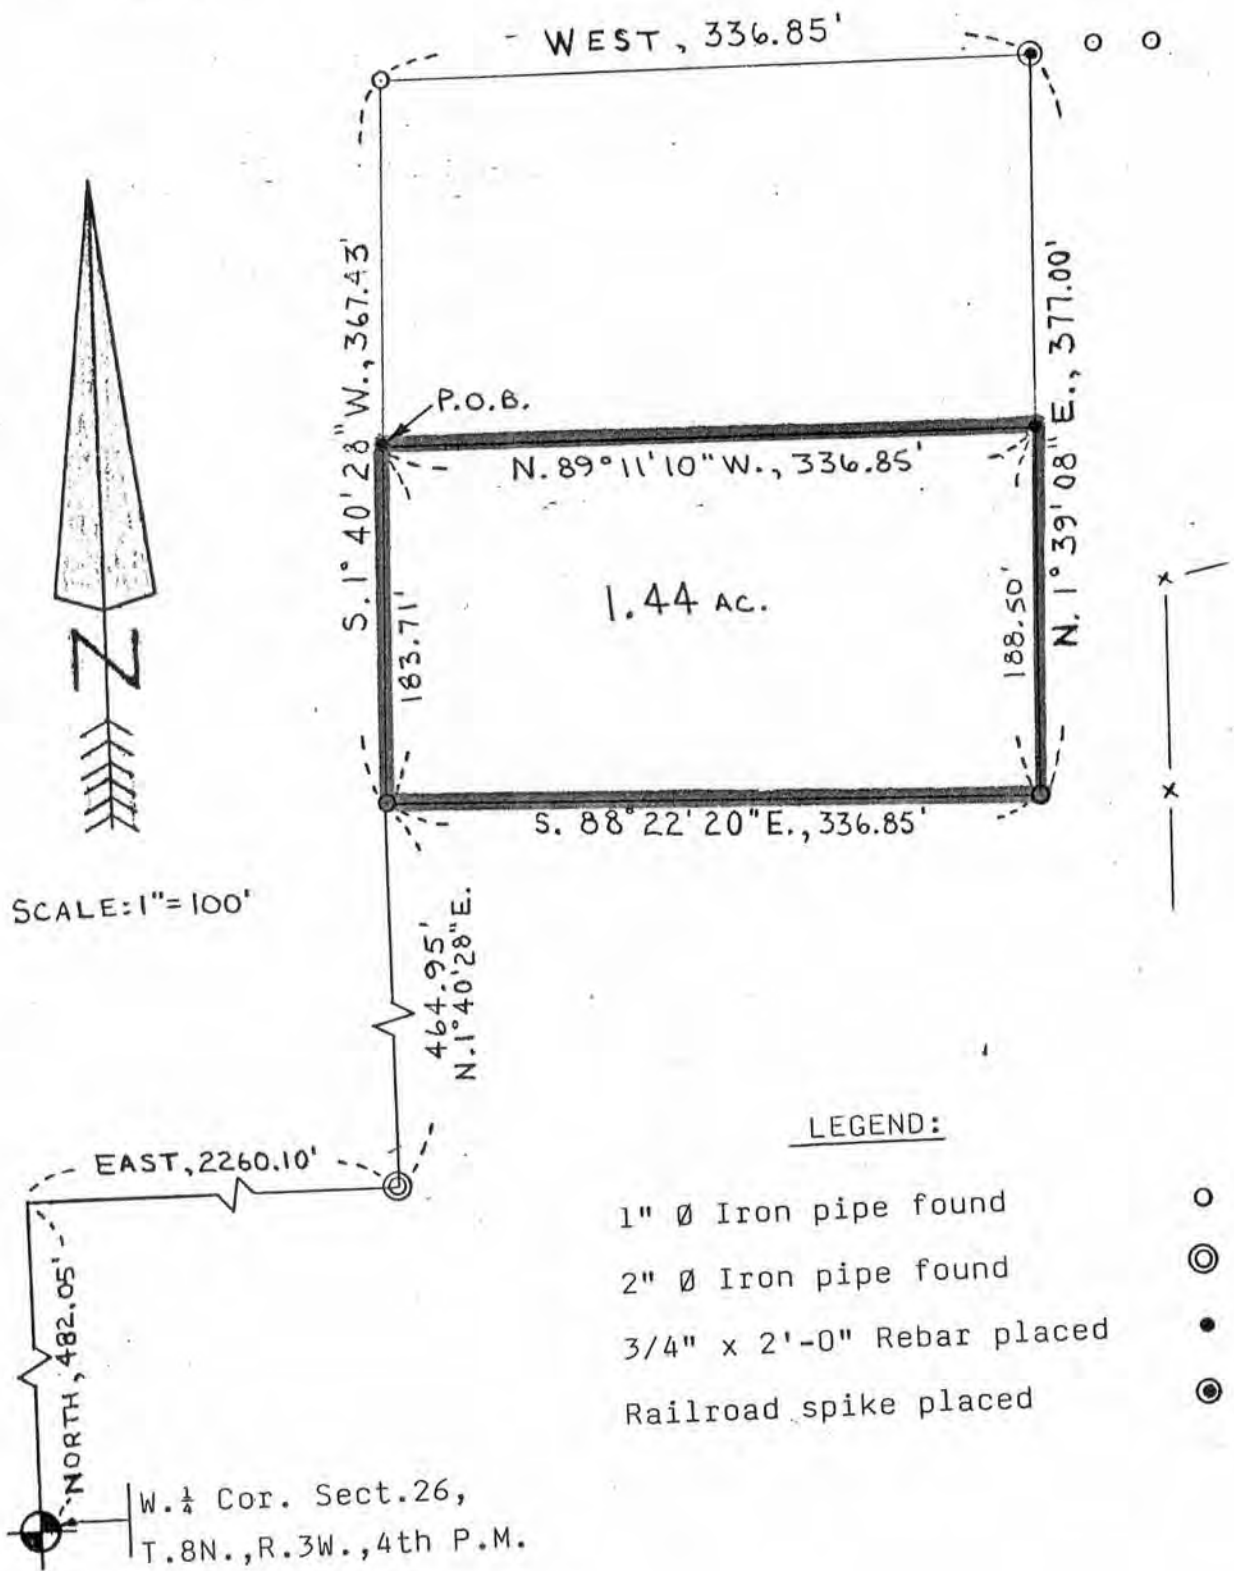 WEST, 336.85'
S. 1° 40' 28" W., 367.43'
N. 1° 39' 08" E., 377.00'
P.O.B.
N. 89° 11' 10" W., 336.85'
1.44 AC.
183.71'
188.50'
S. 88° 22' 20" E., 336.85'
N
SCALE: 1" = 100'
464.95'
N. 1° 40' 28" E.
EAST, 2260.10'
NORTH, 482.05'
W. ¼ Cor. Sect. 26,
T.8N., R.3W., 4th P.M.
LEGEND:
1" Ø Iron pipe found
2" Ø Iron pipe found
3/4" x 2'-0" Rebar placed
Railroad spike placed